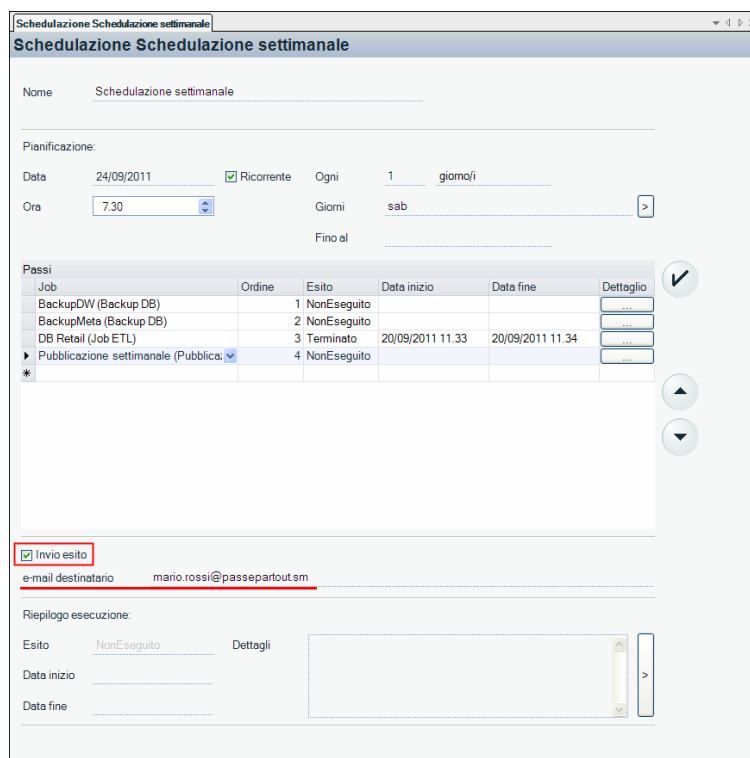 Schedulazione Schedulazione settimanale
Schedulazione Schedulazione settimanale
Nome Schedulazione settimanale
Pianificazione:
Data 24/09/2011 Ricorrente Ogni 1 giorno/i
Ora 7.30 Giorni sab >
Fino al
Passi
Job Ordine Esito Data inizio Data fine Dettaglio
BackupDW (Backup DB) 1 NonEseguito ...
BackupMeta (Backup DB) 2 NonEseguito ...
DB Retail (Job ETL) 3 Terminato 20/09/2011 11.33 20/09/2011 11.34 ...
Pubblicazione settimanale (Pubblica: 4 NonEseguito ...
Invio esito
e-mail destinatario mario.rossi@passepartout.sm
Riepilogo esecuzione:
Esito NonEseguito Dettagli
Data inizio >
Data fine